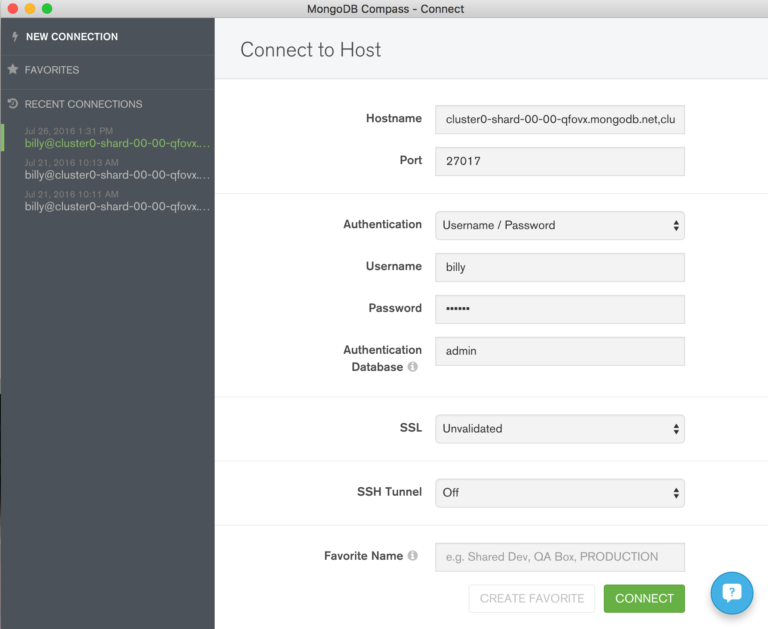 MongoDB Compass - Connect
NEW CONNECTION
FAVORITES
RECENT CONNECTIONS
Jul 26, 2016 1:31 PM
billy@cluster0-shard-00-00-qfovx....
Jul 21, 2016 10:13 AM
billy@cluster0-shard-00-00-qfovx....
Jul 21, 2016 10:11 AM
billy@cluster0-shard-00-00-qfovx....
Connect to Host
Hostname cluster0-shard-00-00-qfovx.mongodb.net,clu
Port 27017
Authentication Username / Password
Username billy
Password ••••••
Authentication
Database admin
SSL Unvalidated
SSH Tunnel Off
Favorite Name e.g. Shared Dev, QA Box, PRODUCTION
CREATE FAVORITE CONNECT